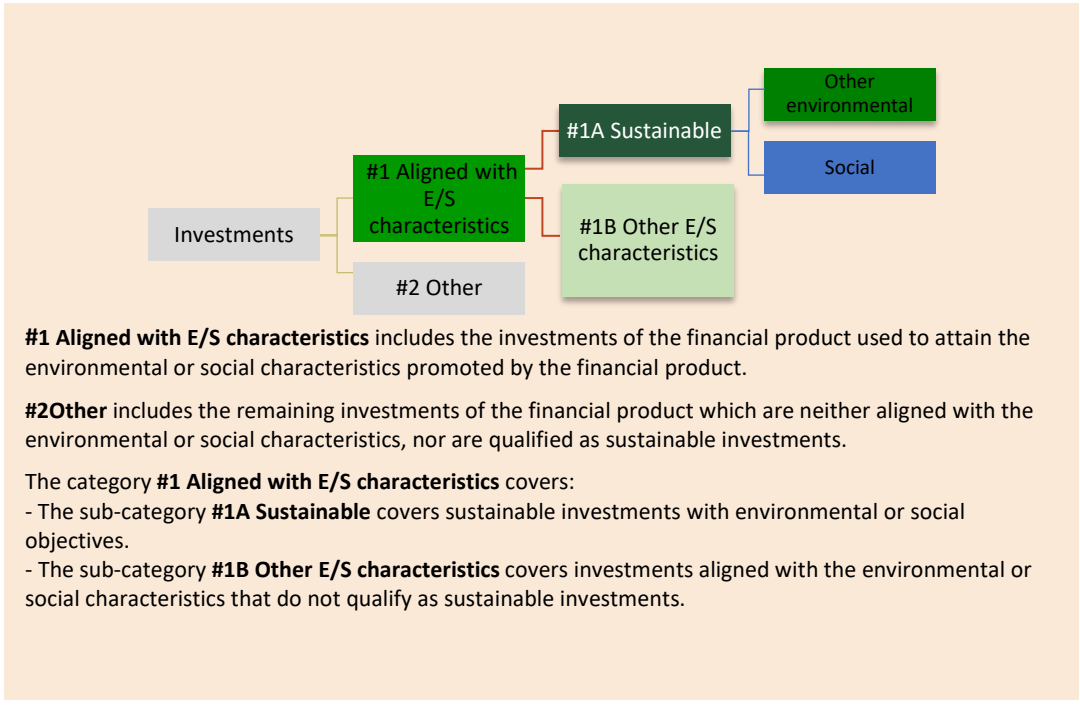 Other
environmental
#1A Sustainable
Social
#1 Aligned with
E/S
characteristics
#1B Other E/S
characteristics
Investments
#2 Other
#1 Aligned with E/S characteristics includes the investments of the financial product used to attain the
environmental or social characteristics promoted by the financial product.
#2Other includes the remaining investments of the financial product which are neither aligned with the
environmental or social characteristics, nor are qualified as sustainable investments.
The category #1 Aligned with E/S characteristics covers:
- The sub-category #1A Sustainable covers sustainable investments with environmental or social
objectives.
- The sub-category #1B Other E/S characteristics covers investments aligned with the environmental or
social characteristics that do not qualify as sustainable investments.